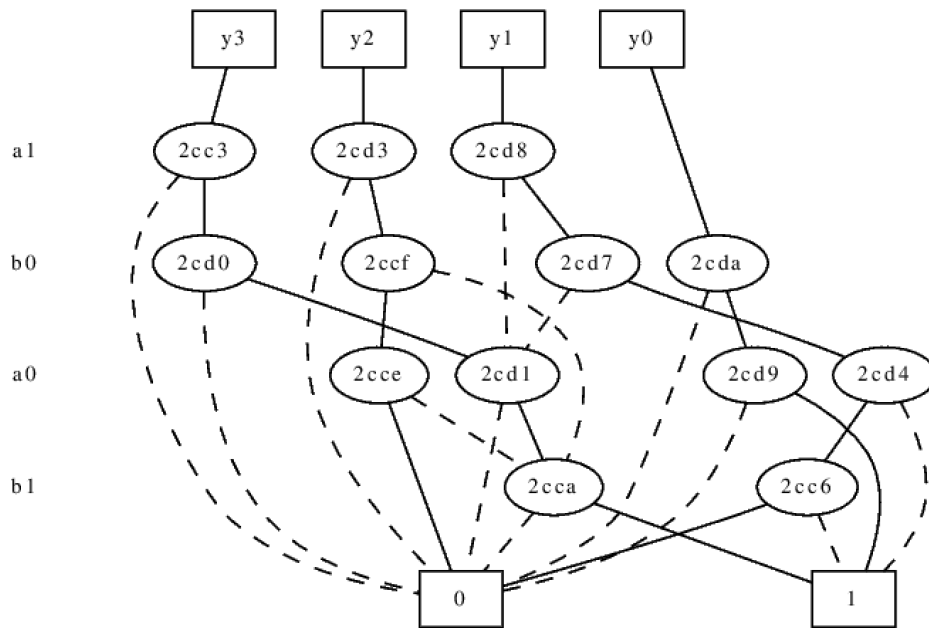 y3 y2 y1 y0
a1 2cc3 2cd3 2cd8
b0 2cd0 2ccf 2cd7 2cda
a0 2cce 2cd1 2cd9 2cd4
b1 2cca 2cc6
0 1